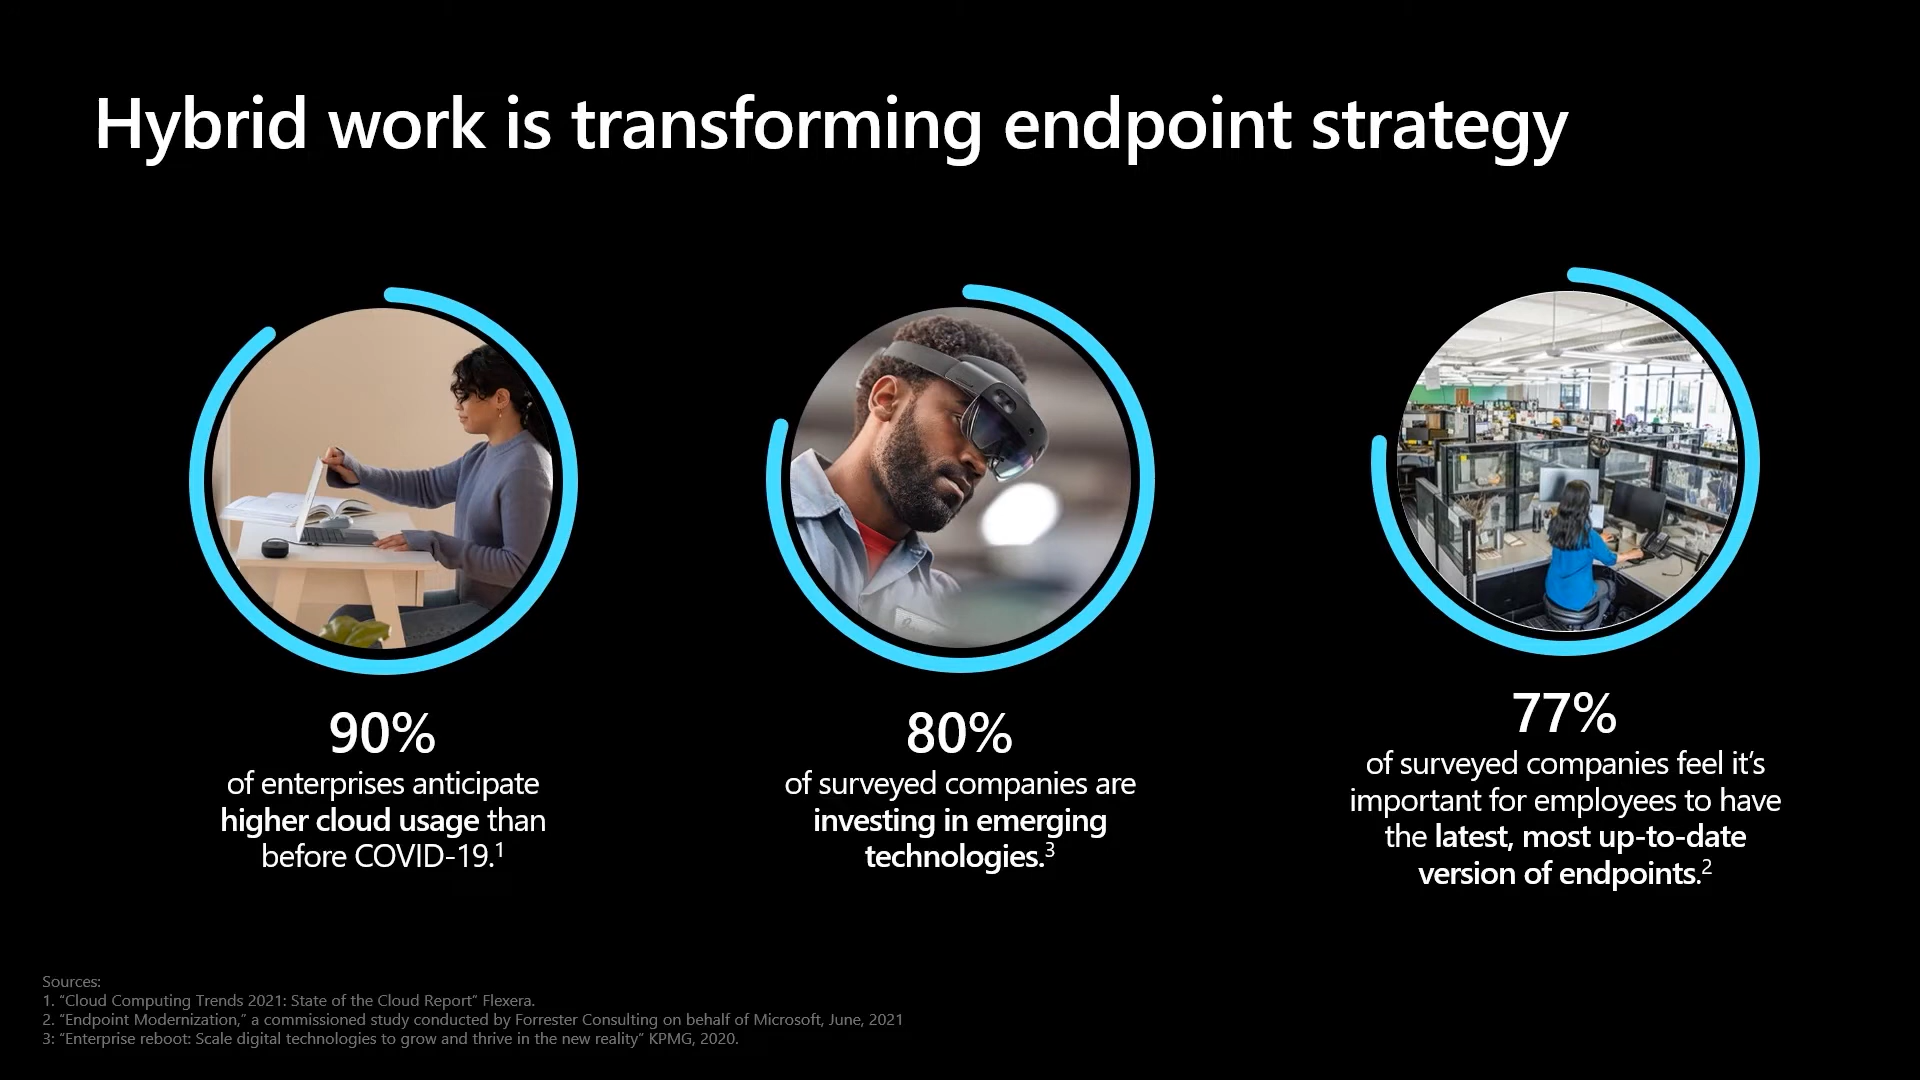 Hybrid work is transforming endpoint strategy
90%
of enterprises anticipate
higher cloud usage than
before COVID-19.1
80%
of surveyed companies are
investing in emerging
technologies.3
77%
of surveyed companies feel it's
important for employees to have
the latest, most up-to-date
version of endpoints.2
Sources:
1. “Cloud Computing Trends 2021: State of the Cloud Report” Flexera.
2. “Endpoint Modernization,” a commissioned study conducted by Forrester Consulting on behalf of Microsoft, June, 2021
3: “Enterprise reboot: Scale digital technologies to grow and thrive in the new reality” KPMG, 2020.